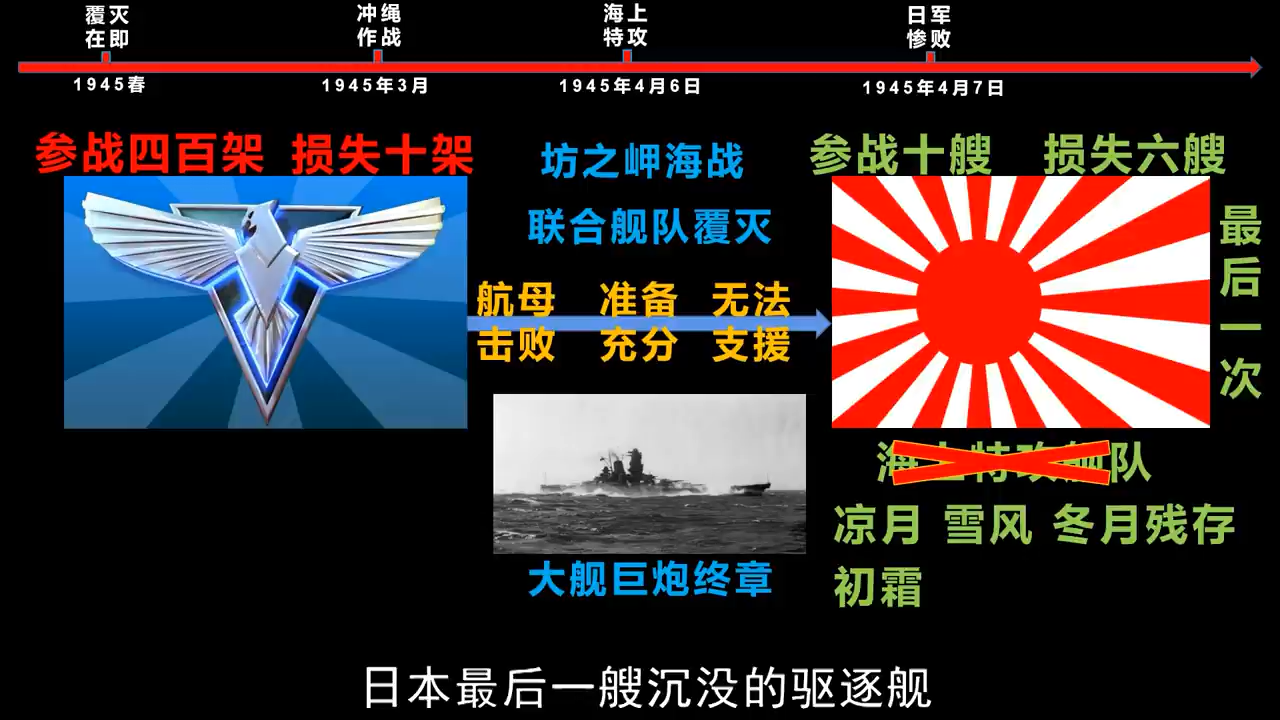 覆灭
在即
冲绳
作战
海上
特攻
日军
惨败
1945春
1945年3月
1945年4月6日
1945年4月7日
参战四百架 损失十架
坊之岬海战
联合舰队覆灭
航母 准备 无法
击败 充分 支援
大舰巨炮终章
参战十艘 损失六艘
最后一次
海上特攻舰队
凉月 雪风 冬月残存
初霜
日本最后一艘沉没的驱逐舰